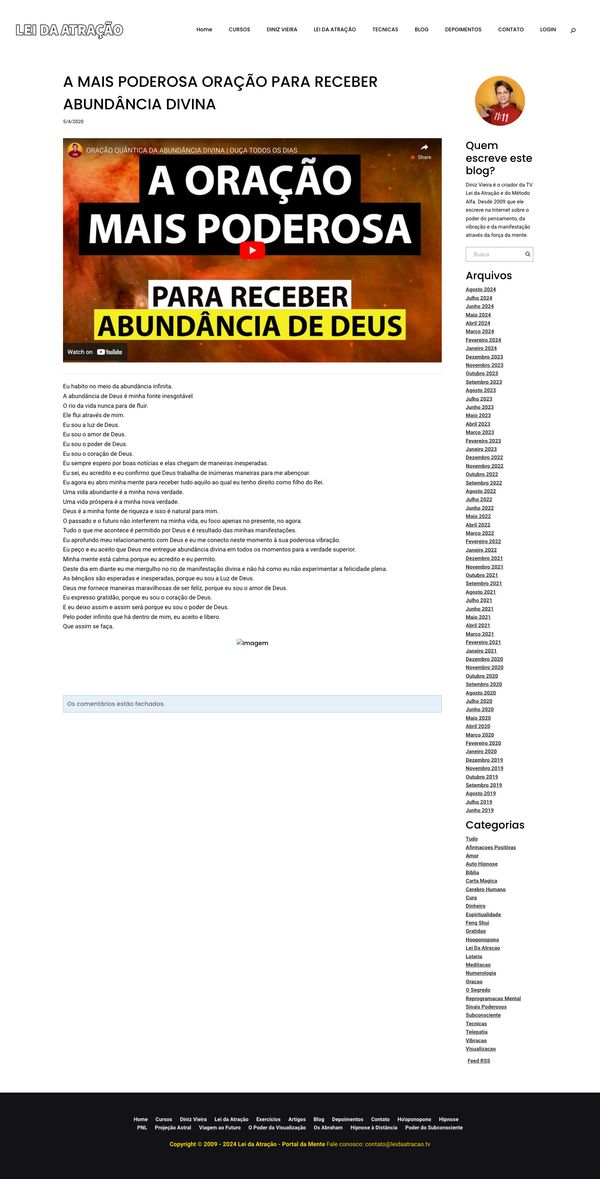 LEI DA ATRAÇÃO
Home CURSOS DINIZ VIEIRA LEI DA ATRAÇÃO TECNICAS BLOG DEPOIMENTOS CONTATO LOGIN
A MAIS PODEROSA ORAÇÃO PARA RECEBER
ABUNDÂNCIA DIVINA
5/4/2020
ORAÇÃO QUÂNTICA DA ABUNDÂNCIA DIVINA | OUÇA TODOS OS DIAS
Share
A ORAÇÃO
MAIS PODEROSA
PARA RECEBER
ABUNDÂNCIA DE DEUS
Watch on YouTube
Eu habito no meio da abundância infinita.
A abundância de Deus é minha fonte inesgotável.
O rio da vida nunca para de fluir.
Ele flui através de mim.
Eu sou a luz de Deus.
Eu sou o amor de Deus.
Eu sou o poder de Deus.
Eu sou o coração de Deus.
Eu sempre espero por boas notícias e elas chegam de maneiras inesperadas.
Eu sei, eu acredito e eu confirmo que Deus trabalha de inúmeras maneiras para me abençoar.
Eu agora eu abro minha mente para receber tudo aquilo ao qual eu tenho direito como filho do Rei.
Uma vida abundante é a minha nova verdade.
Uma vida próspera é a minha nova verdade.
Deus é a minha fonte de riqueza e isso é natural para mim.
O passado e o futuro não interferem na minha vida, eu foco apenas no presente, no agora.
Tudo o que me acontece é permitido por Deus e é resultado das minhas manifestações.
Eu aprofundo meu relacionamento com Deus e eu me conecto neste momento à sua poderosa vibração.
Eu peço e eu aceito que Deus me entregue abundância divina em todos os momentos para a verdade superior.
Minha mente está calma porque eu acredito e eu permito.
Deste dia em diante eu me mergulho no rio de manifestação divina e não há como eu não experimentar a felicidade plena.
As bênçãos são esperadas e inesperadas, porque eu sou a Luz de Deus.
Deus me fornece maneiras maravilhosas de ser feliz, porque eu sou o amor de Deus.
Eu expresso gratidão, porque eu sou o coração de Deus.
E eu deixo assim e assim será porque eu sou o poder de Deus.
Pelo poder infinito que há dentro de mim, eu aceito e libero.
Que assim se faça.
Imagem
Os comentários estão fechados.
11:11
Quem
escreve este
blog?
Diniz Vieira é o criador da TV
Lei da Atração e do Método
Alfa. Desde 2009 que ele
escreve na Internet sobre o
poder do pensamento, da
vibração e da manifestação
através da força da mente.
Busca
Arquivos
Agosto 2024
Julho 2024
Junho 2024
Maio 2024
Abril 2024
Março 2024
Fevereiro 2024
Janeiro 2024
Dezembro 2023
Novembro 2023
Outubro 2023
Setembro 2023
Agosto 2023
Julho 2023
Junho 2023
Maio 2023
Abril 2023
Março 2023
Fevereiro 2023
Janeiro 2023
Dezembro 2022
Novembro 2022
Outubro 2022
Setembro 2022
Agosto 2022
Julho 2022
Junho 2022
Maio 2022
Abril 2022
Março 2022
Fevereiro 2022
Janeiro 2022
Dezembro 2021
Novembro 2021
Outubro 2021
Setembro 2021
Agosto 2021
Julho 2021
Junho 2021
Maio 2021
Abril 2021
Março 2021
Fevereiro 2021
Janeiro 2021
Dezembro 2020
Novembro 2020
Outubro 2020
Setembro 2020
Agosto 2020
Julho 2020
Junho 2020
Maio 2020
Abril 2020
Março 2020
Fevereiro 2020
Janeiro 2020
Dezembro 2019
Novembro 2019
Outubro 2019
Setembro 2019
Agosto 2019
Julho 2019
Junho 2019
Categorias
Tudo
Afirmacoes Positivas
Amor
Auto Hipnose
Biblia
Carta Magica
Cerebro Humano
Cura
Dinheiro
Espiritualidade
Feng Shui
Gratidao
Hooponopono
Lei Da Atracao
Loteria
Meditacao
Numerologia
Oracao
O Segredo
Reprogramacao Mental
Sinais Poderosos
Subconsciente
Tecnicas
Telepatia
Vibracao
Visualizacao
Feed RSS
Home Cursos Diniz Vieira Lei da Atração Exercícios Artigos Blog Depoimentos Contato Ho'oponopono Hipnose
PNL Projeção Astral Viagem ao Futuro O Poder da Visualização Os Abraham Hipnose à Distância Poder do Subconsciente
Copyright © 2009 - 2024 Lei da Atração - Portal da Mente Fale conosco: contato@leidaatracao.tv